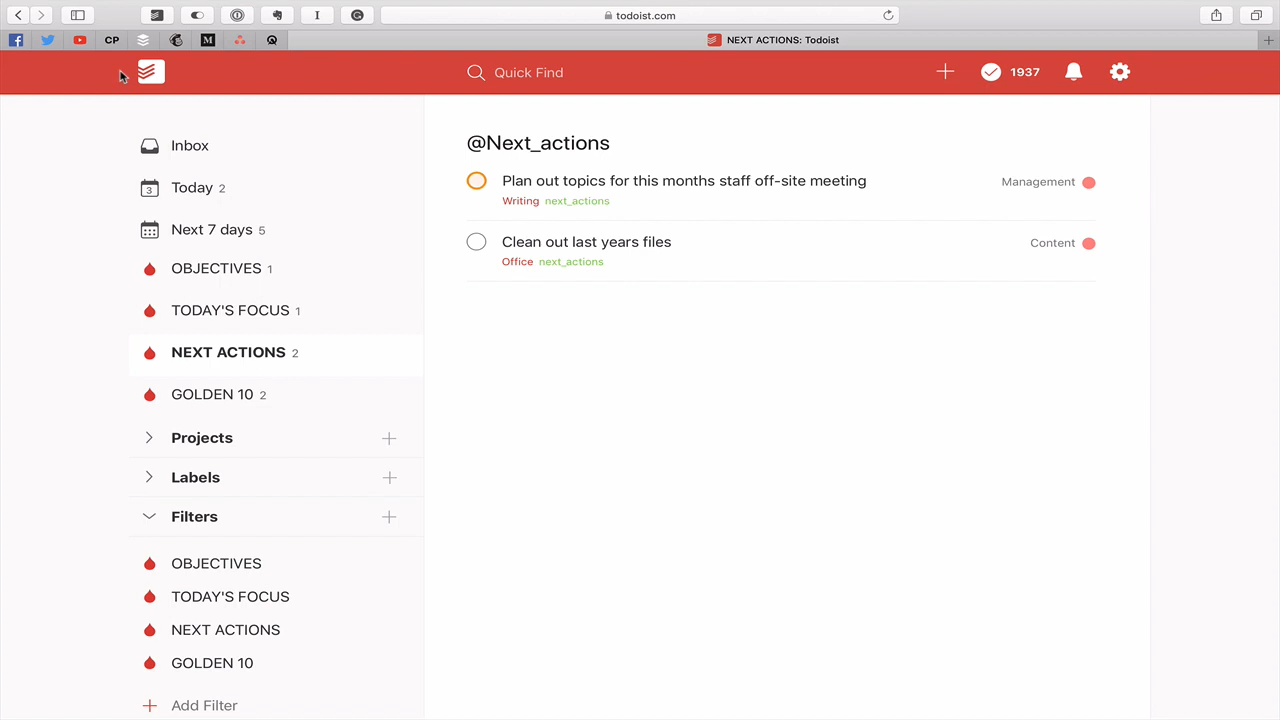 todoist.com
CP
NEXT ACTIONS: Todoist
Quick Find
1937
Inbox
3 Today 2
Next 7 days 5
OBJECTIVES 1
TODAY'S FOCUS 1
NEXT ACTIONS 2
GOLDEN 10 2
Projects
Labels
Filters
OBJECTIVES
TODAY'S FOCUS
NEXT ACTIONS
GOLDEN 10
Add Filter
@Next_actions
Plan out topics for this months staff off-site meeting
Management
Writing next_actions
Clean out last years files
Content
Office next_actions